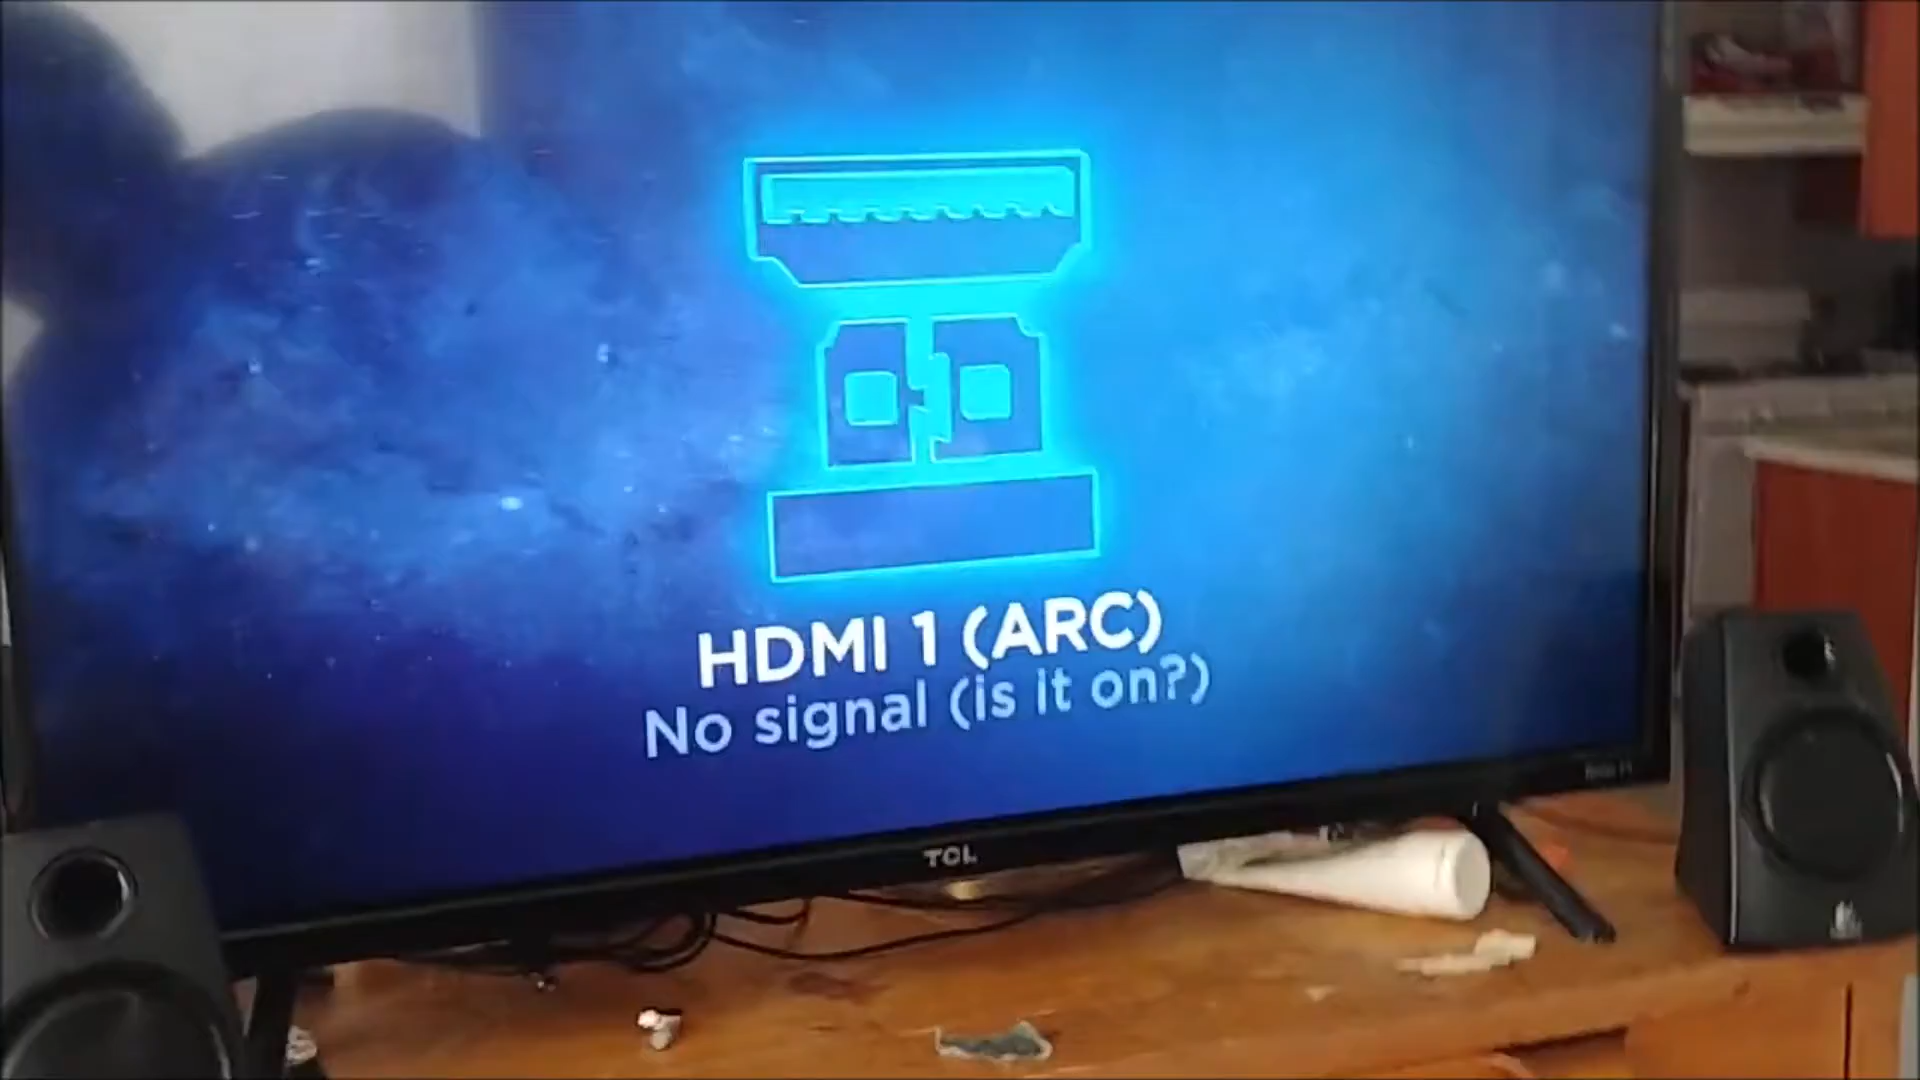 HDMI 1 (ARC)
No signal (is it on?)
TCL